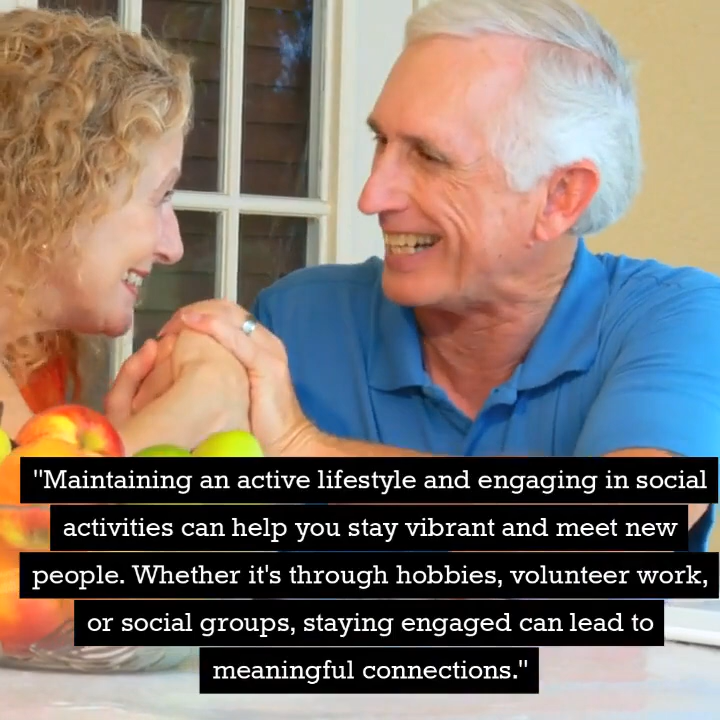 "Maintaining an active lifestyle and engaging in social
activities can help you stay vibrant and meet new
people. Whether it's through hobbies, volunteer work,
or social groups, staying engaged can lead to
meaningful connections."